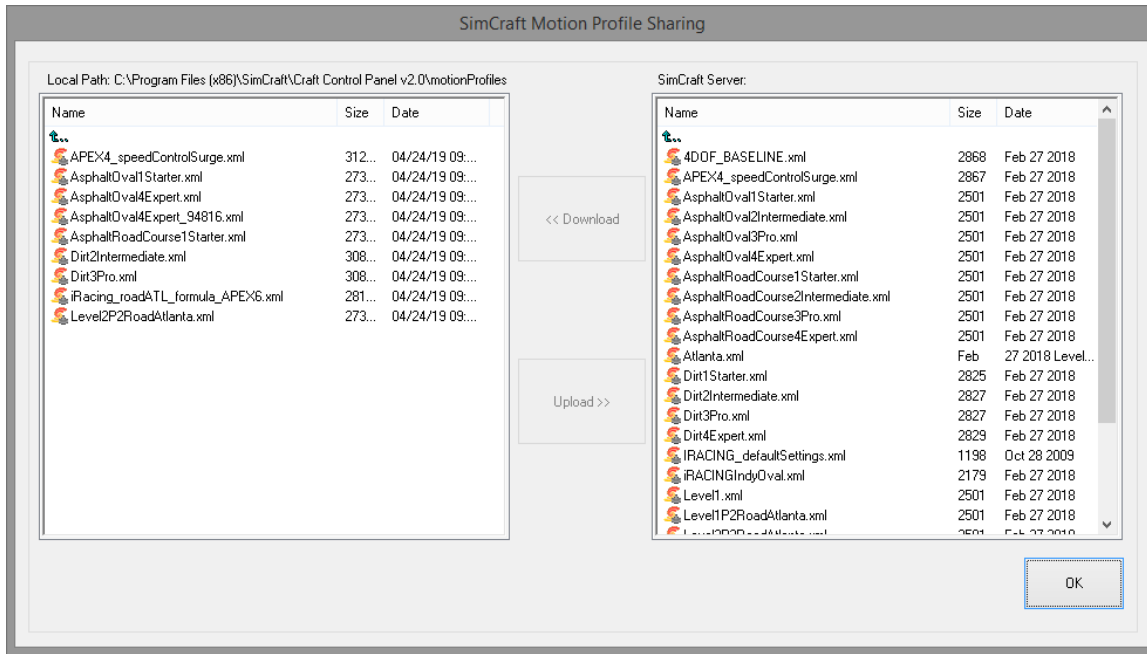 SimCraft Motion Profile Sharing
Local Path: C:\Program Files (x86)\SimCraft\Craft Control Panel v2.0\motionProfiles
Name Size Date
..
APEX4_speedControlSurge.xml 312... 04/24/19 09:...
AsphaltOval1Starter.xml 273... 04/24/19 09:...
AsphaltOval4Expert.xml 273... 04/24/19 09:...
AsphaltOval4Expert_94816.xml 273... 04/24/19 09:...
AsphaltRoadCourse1Starter.xml 273... 04/24/19 09:...
Dirt2Intermediate.xml 308... 04/24/19 09:...
Dirt3Pro.xml 308... 04/24/19 09:...
iRacing_roadATL_formula_APEX6.xml 281... 04/24/19 09:...
Level2P2RoadAtlanta.xml 273... 04/24/19 09:...
<< Download
Upload >>
SimCraft Server:
Name Size Date
..
4DOF_BASELINE.xml 2868 Feb 27 2018
APEX4_speedControlSurge.xml 2867 Feb 27 2018
AsphaltOval1Starter.xml 2501 Feb 27 2018
AsphaltOval2Intermediate.xml 2501 Feb 27 2018
AsphaltOval3Pro.xml 2501 Feb 27 2018
AsphaltOval4Expert.xml 2501 Feb 27 2018
AsphaltRoadCourse1Starter.xml 2501 Feb 27 2018
AsphaltRoadCourse2Intermediate.xml 2501 Feb 27 2018
AsphaltRoadCourse3Pro.xml 2501 Feb 27 2018
AsphaltRoadCourse4Expert.xml 2501 Feb 27 2018
Atlanta.xml Feb 27 2018 Level...
Dirt1Starter.xml 2825 Feb 27 2018
Dirt2Intermediate.xml 2827 Feb 27 2018
Dirt3Pro.xml 2827 Feb 27 2018
Dirt4Expert.xml 2829 Feb 27 2018
IRACING_defaultSettings.xml 1198 Oct 28 2009
iRACINGIndyOval.xml 2179 Feb 27 2018
Level1.xml 2501 Feb 27 2018
Level1P2RoadAtlanta.xml 2501 Feb 27 2018
OK